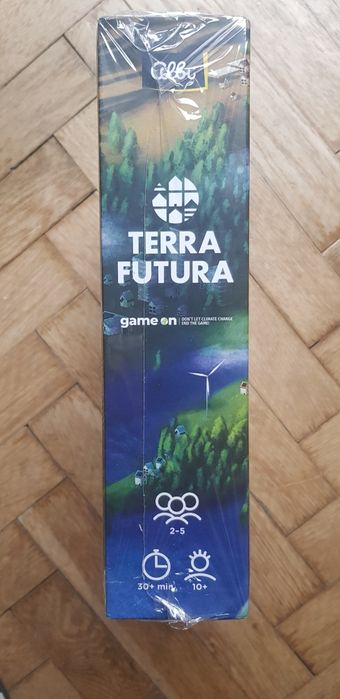 albi
TERRA
FUTURA
game on
DON'T LET CLIMATE CHANGE
END THE GAME!
2-5
30+ min
10+